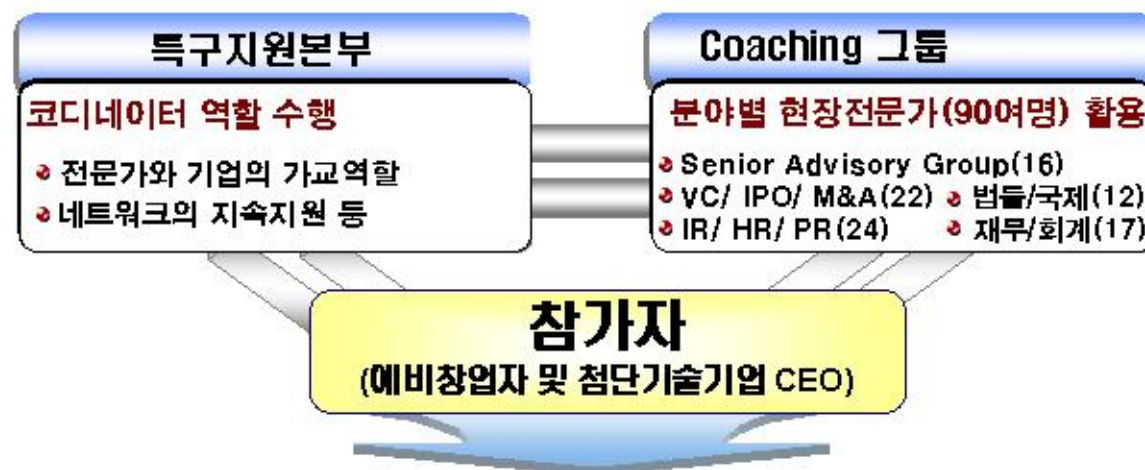 특구지원본부
코디네이터 역할 수행
전문가와 기업의 가교역할
네트워크의 지속지원 등
Coaching 그룹
분야별 현장전문가(90여명) 활용
Senior Advisory Group(16)
VC/ IPO/ M&A(22) 법률/국제(12)
IR/ HR/ PR(24) 재무/회계(17)
참가자
(예비창업자 및 첨단기술기업 CEO)